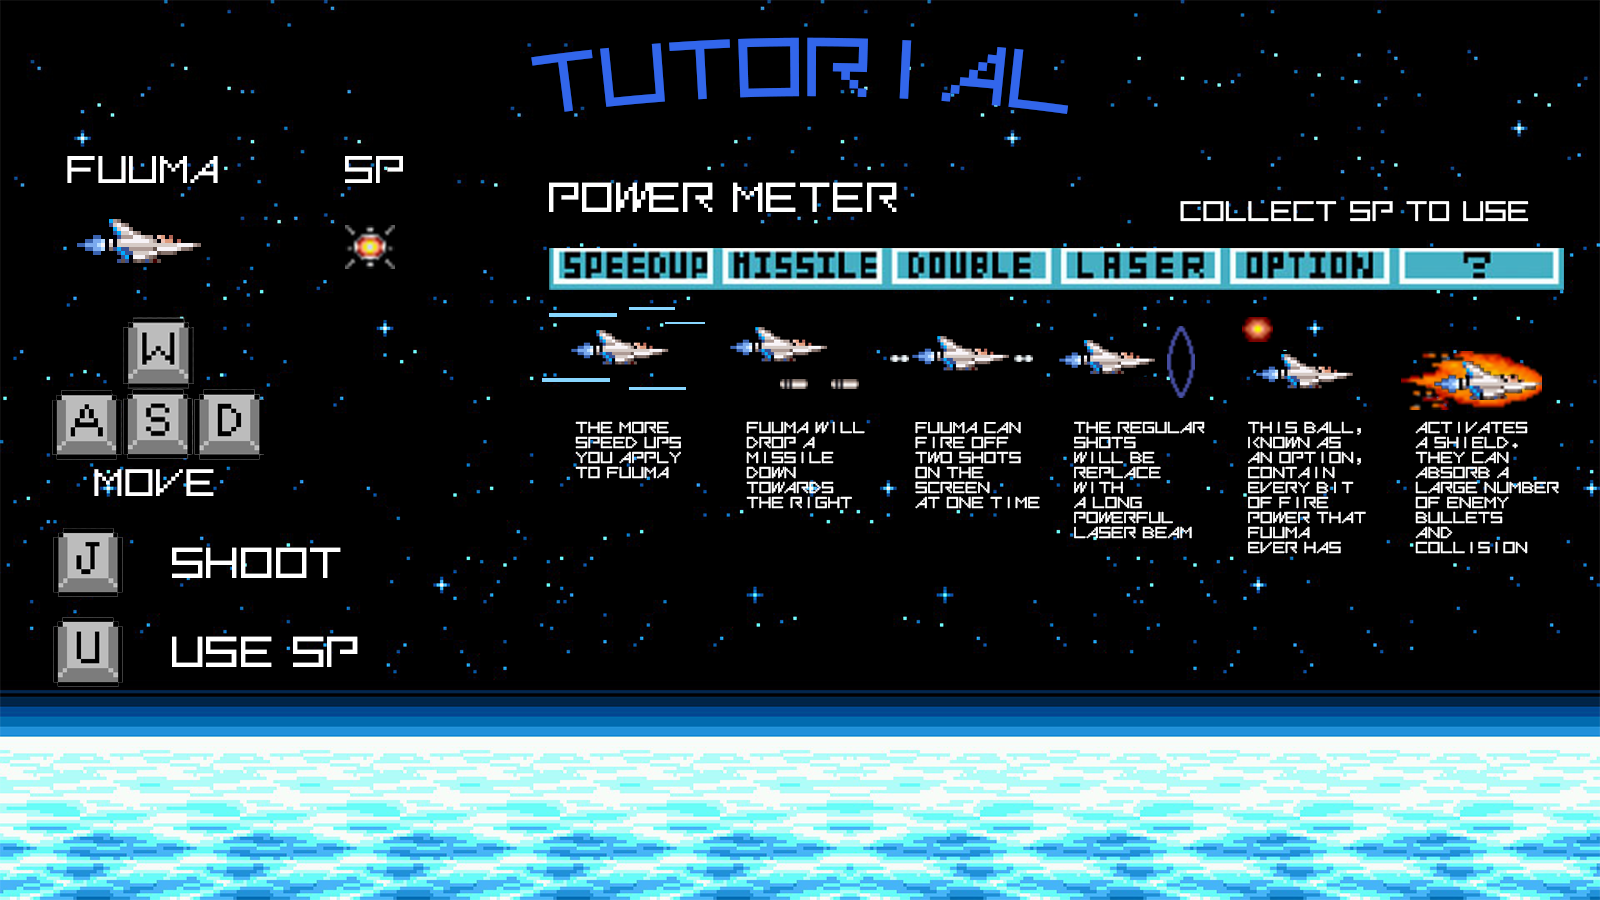 TUTORIAL
FUUMA
SP
W
A S D
MOVE
J
SHOOT
U
USE SP
POWER METER
COLLECT SP TO USE
SPEEDUP MISSILE DOUBLE LASER OPTION ?
THE MORE
SPEED UPS
YOU APPLY
TO FUUMA
FUUMA WILL
DROP A
MISSILE
DOWN
TOWARDS
THE RIGHT
FUUMA CAN
FIRE OFF
TWO SHOTS
ON THE
SCREEN
AT ONE TIME
THE REGULAR
SHOTS
WILL BE
REPLACE
WITH
A LONG
POWERFUL
LASER BEAM
THIS BALL,
KNOWN AS
AN OPTION,
CONTAIN
EVERY BIT
OF FIRE
POWER THAT
FUUMA
EVER HAS
ACTIVATES
A SHIELD.
THEY CAN
ABSORB A
LARGE NUMBER
OF ENEMY
BULLETS
AND
COLLISION